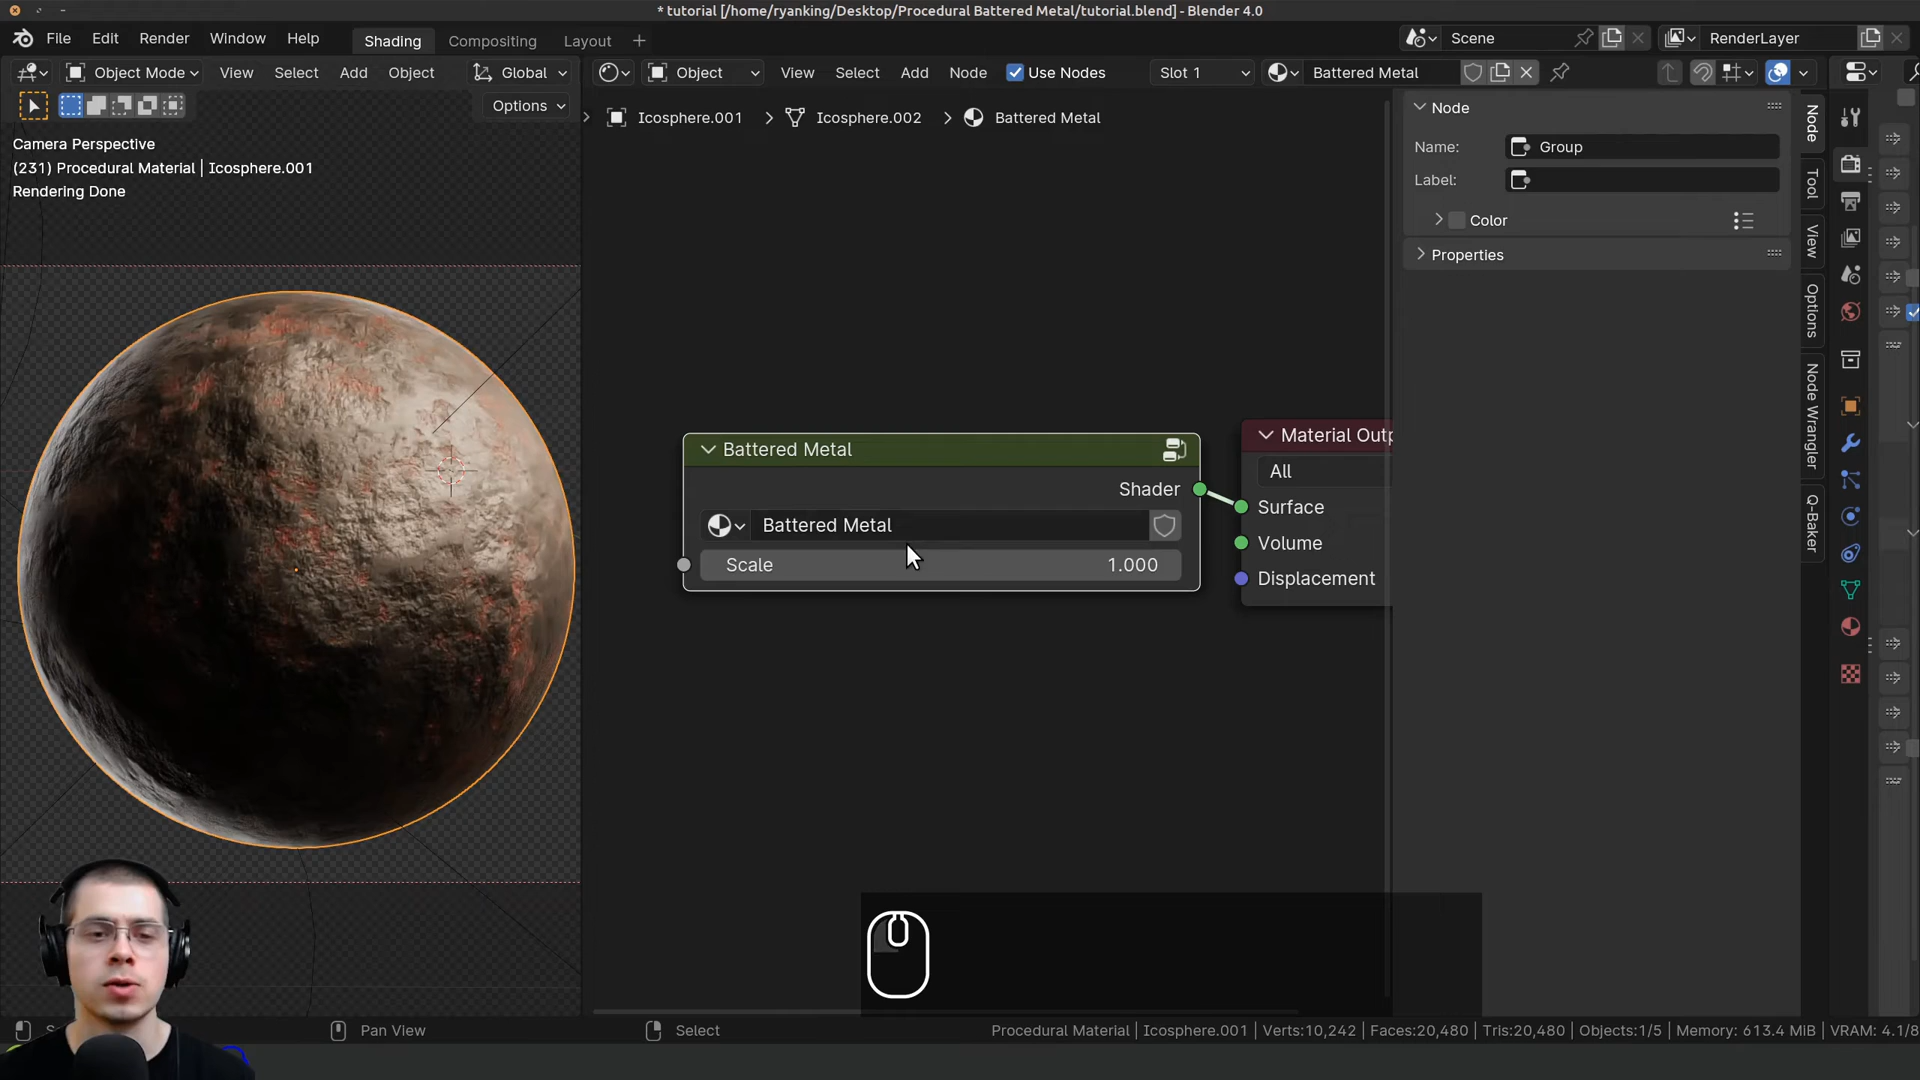 * tutorial [/home/ryanking/Desktop/Procedural Battered Metal/tutorial.blend] - Blender 4.0
File Edit Render Window Help Shading Compositing Layout + Scene RenderLayer
Object Mode View Select Add Object Global Object View Select Add Node Use Nodes Slot 1 Battered Metal
Options
Icosphere.001 > Icosphere.002 > Battered Metal
Camera Perspective
(231) Procedural Material | Icosphere.001
Rendering Done
Node
Name: Group
Label:
Color
Properties
Node
Tool
View
Options
Node Wrangler
Q-Baker
Battered Metal
Shader
Battered Metal
Scale 1.000
Material Outp
All
Surface
Volume
Displacement
Pan View Select Procedural Material | Icosphere.001 | Verts:10,242 | Faces:20,480 | Tris:20,480 | Objects:1/5 | Memory: 613.4 MiB | VRAM: 4.1/8